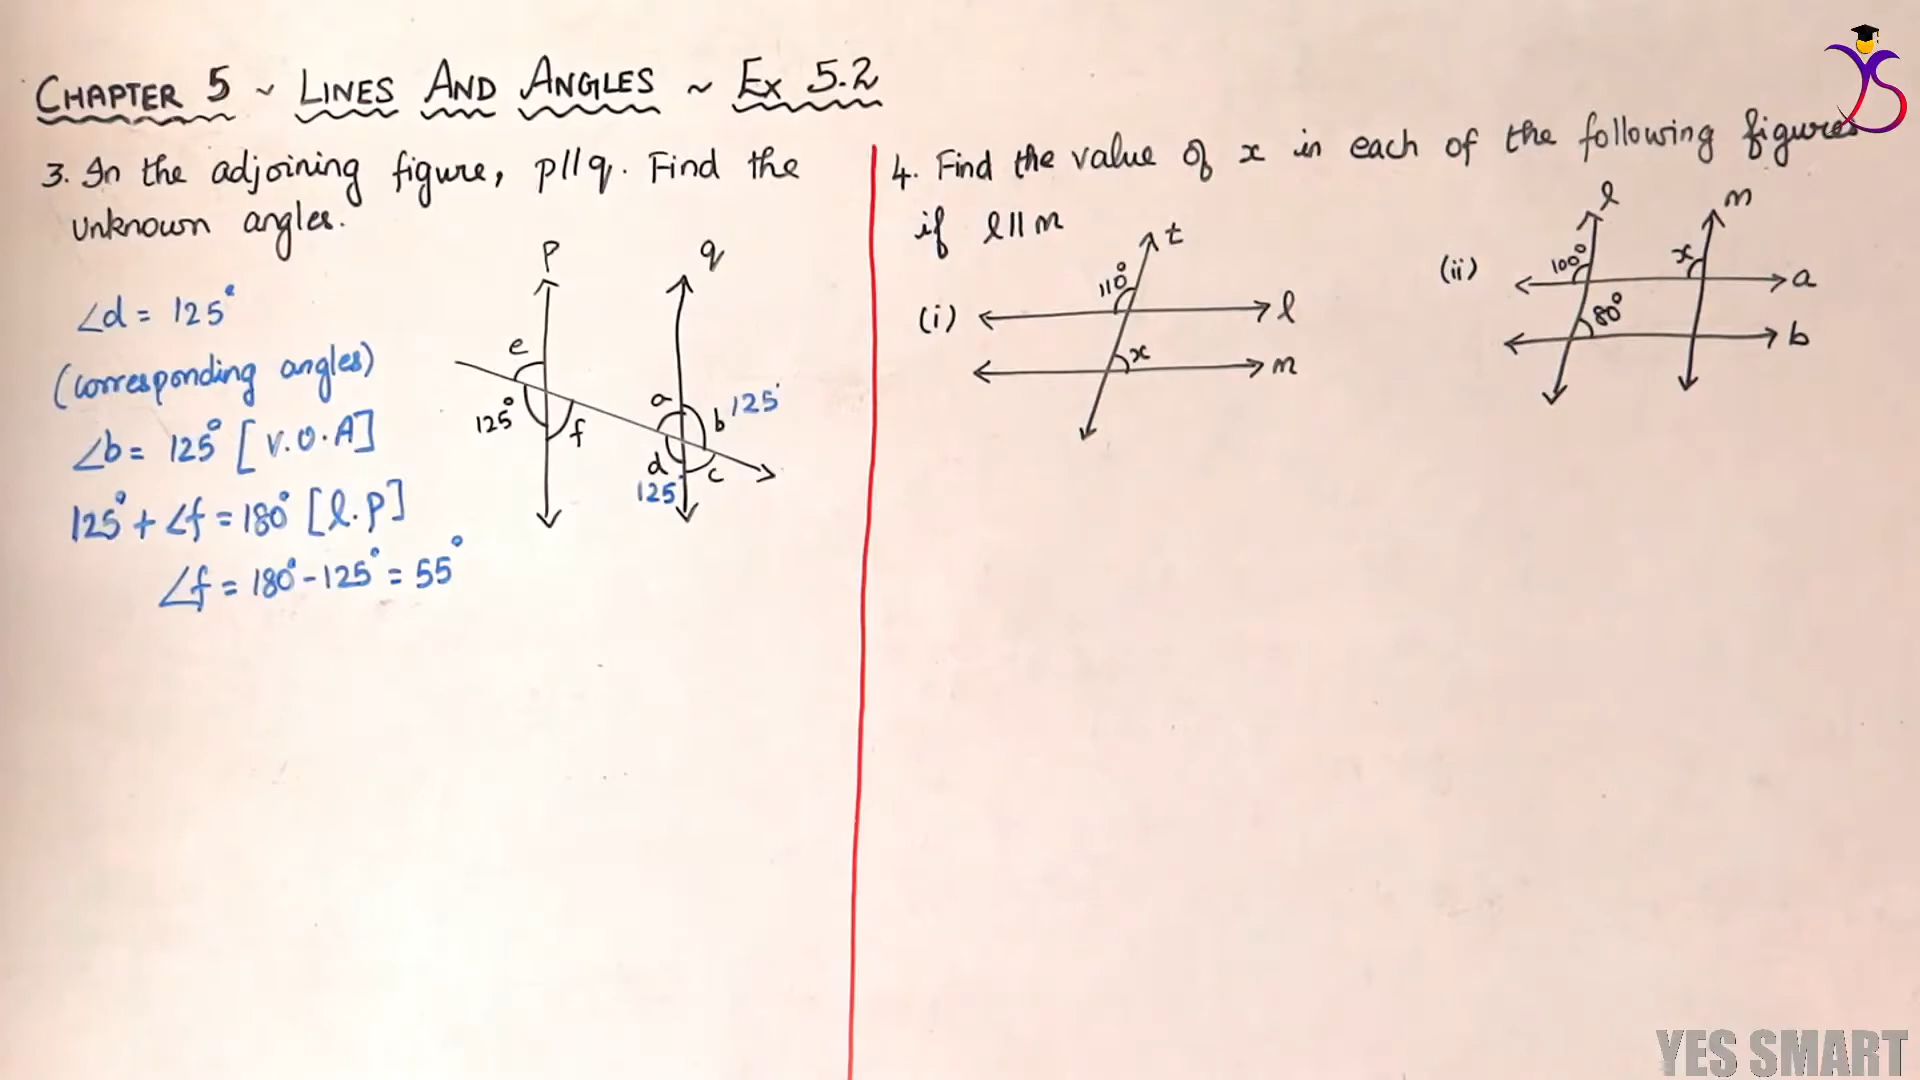 CHAPTER 5 ~ LINES AND ANGLES ~ Ex 5.2
3. In the adjoining figure, p||q. Find the
unknown angles.
p
q
e
125°
f
a
b 125°
d
c
125
∠d = 125°
(corresponding angles)
∠b = 125° [V.O.A]
125° + ∠f = 180° [l.p]
∠f = 180° - 125° = 55°
4. Find the value of x in each of the following figures
if l||m
(i)
t
110°
l
x
m
(ii)
l
m
100°
x
a
80°
b
YES SMART